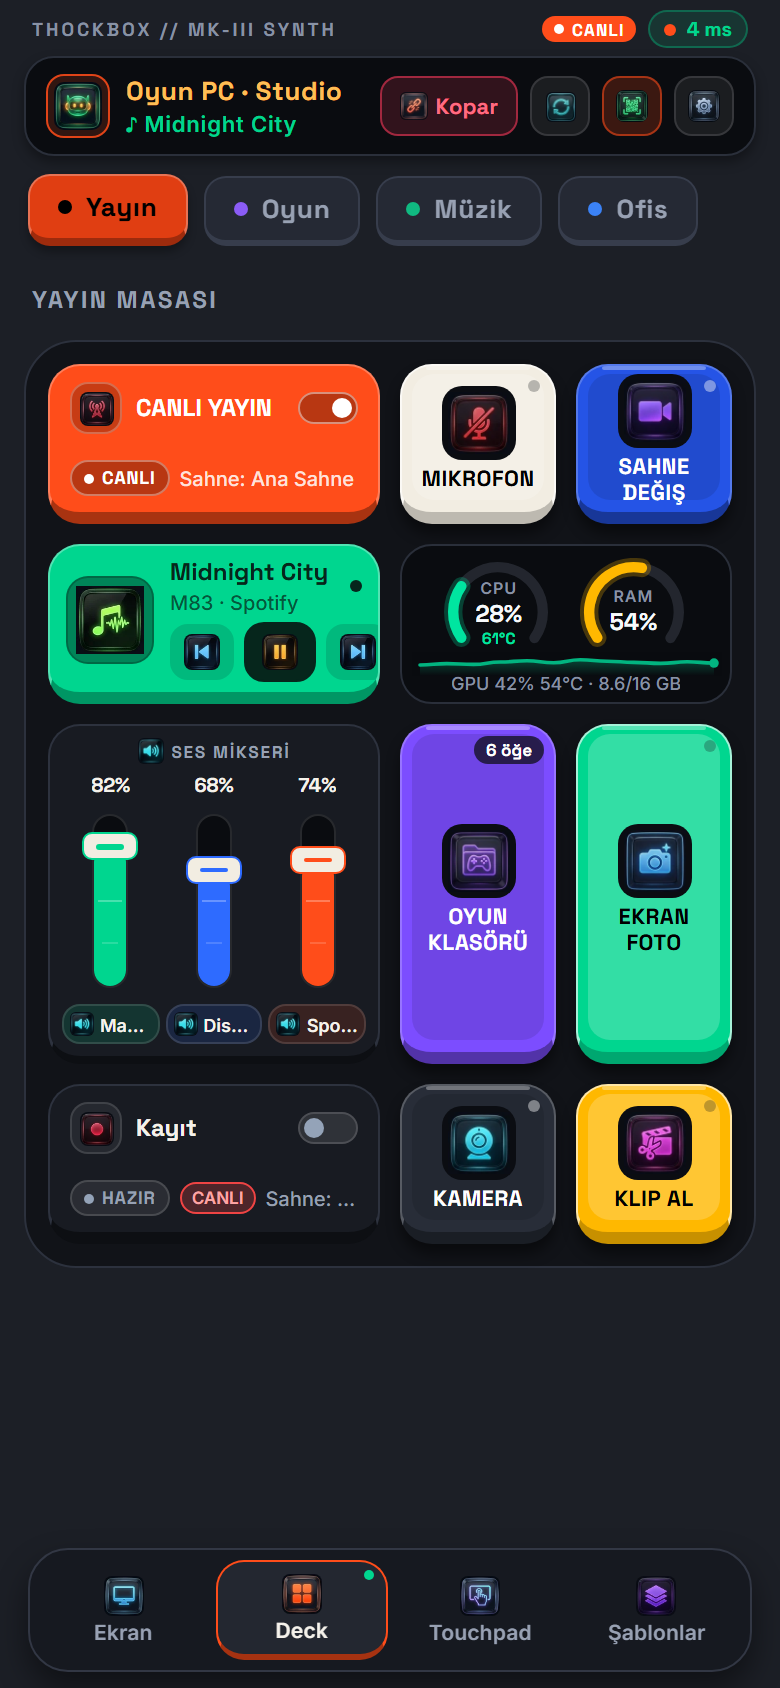 THOCKBOX // MK-III SYNTH
CANLI
4 ms
Oyun PC · Studio
♪ Midnight City
Kopar
Yayın
Oyun
Müzik
Ofis
YAYIN MASASI
CANLI YAYIN
CANLI
Sahne: Ana Sahne
MIKROFON
SAHNE
DEĞIŞ
Midnight City
M83 · Spotify
CPU
28%
61°C
RAM
54%
GPU 42% 54°C · 8.6/16 GB
SES MİKSERİ
82%
68%
74%
Ma...
Dis...
Spo...
6 öğe
OYUN
KLASÖRÜ
EKRAN
FOTO
Kayıt
HAZIR
CANLI
Sahne: ...
KAMERA
KLIP AL
Ekran
Deck
Touchpad
Şablonlar